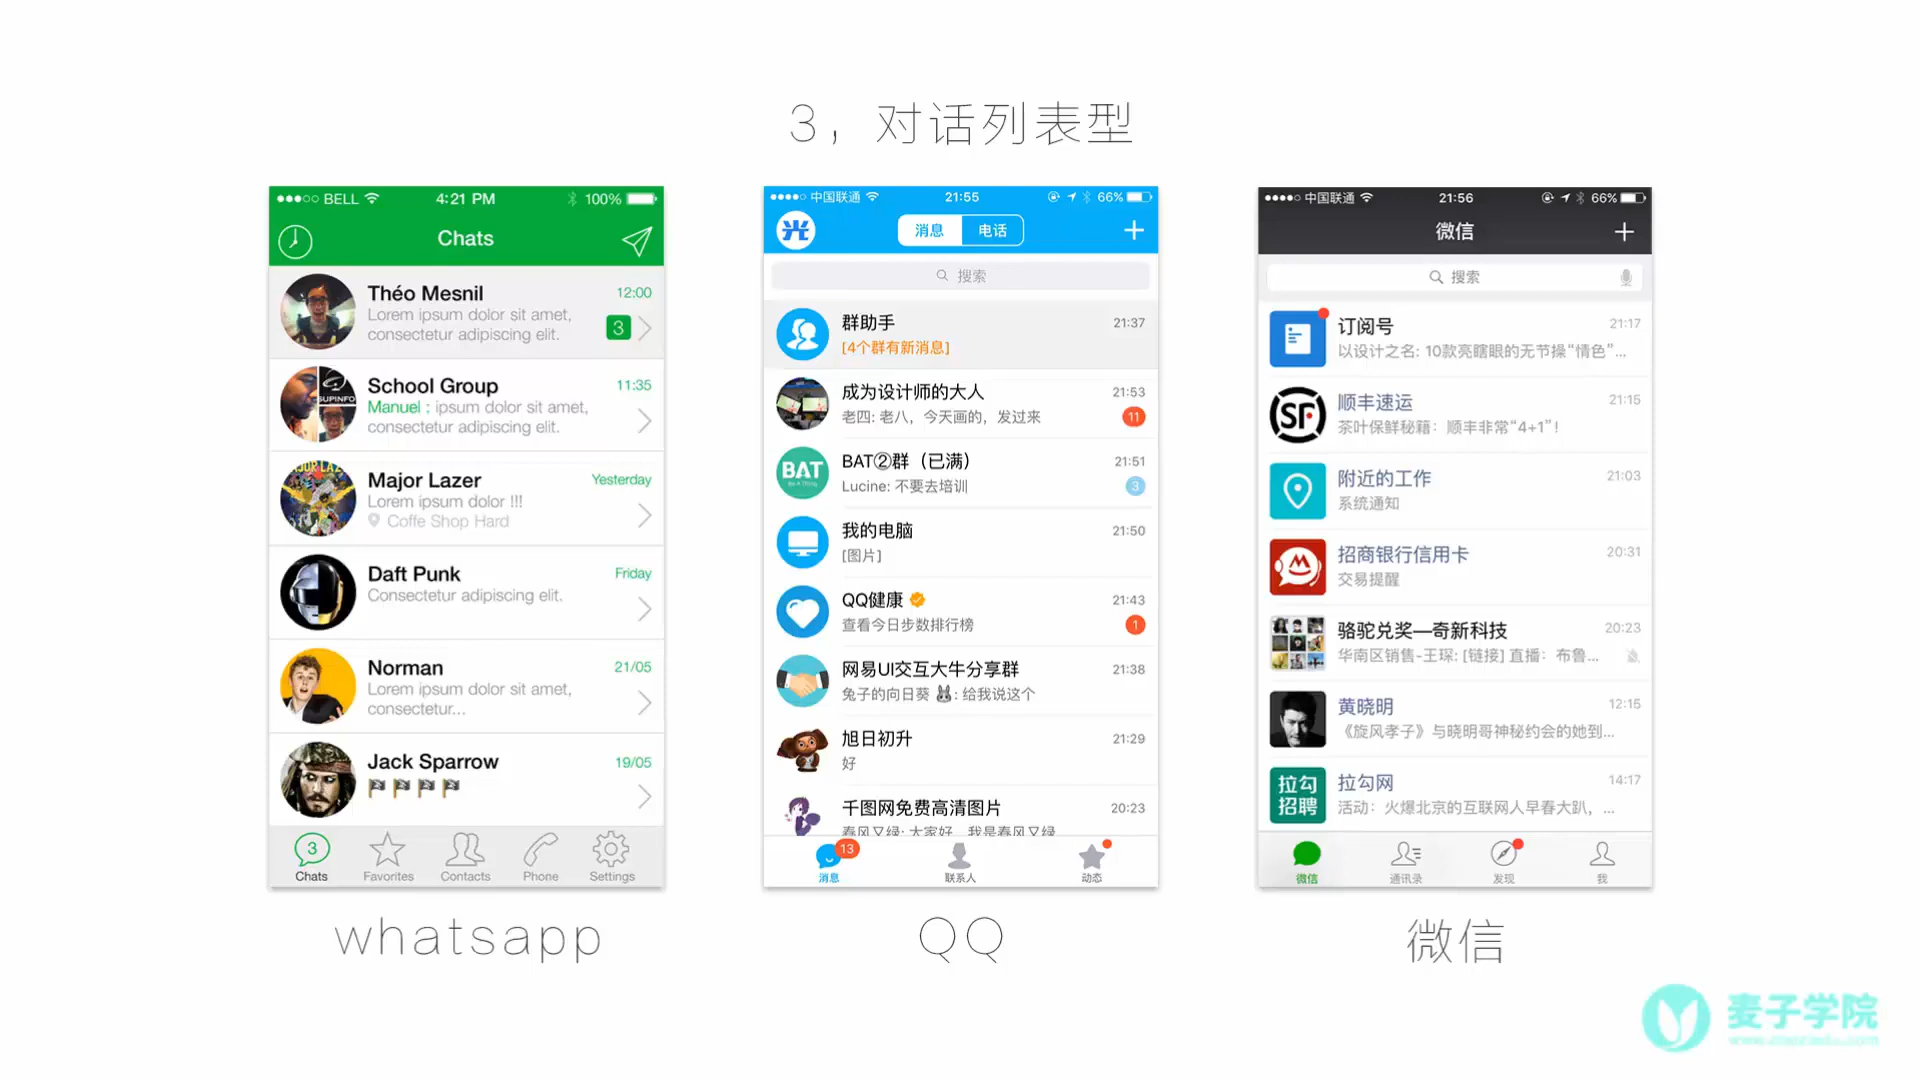 3，对话列表型
BELL 4:21 PM 100%
Chats
Théo Mesnil 12:00
Lorem ipsum dolor sit amet,
consectetur adipiscing elit. 3
School Group 11:35
Manuel : ipsum dolor sit amet,
consectetur adipiscing elit.
SUPINFO
Major Lazer Yesterday
Lorem ipsum dolor !!!
Coffe Shop Hard
Daft Punk Friday
Consectetur adipiscing elit.
Norman 21/05
Lorem ipsum dolor sit amet,
consectetur...
Jack Sparrow 19/05
3
Chats Favorites Contacts Phone Settings
whatsapp
中国联通 21:55 66%
光 消息 电话 +
搜索
群助手 21:37
[4个群有新消息]
成为设计师的大人 21:53
老四: 老八，今天画的，发过来 11
BAT
BAT②群（已满） 21:51
Lucine: 不要去培训 3
我的电脑 21:50
[图片]
QQ健康 21:43
查看今日步数排行榜 1
网易UI交互大牛分享群 21:38
兔子的向日葵 : 给我说这个
旭日初升 21:29
好
千图网免费高清图片 20:23
春风又绿: 大家好，我是春风又绿
13
消息 联系人 动态
QQ
中国联通 21:56 66%
微信 +
搜索
订阅号 21:17
以设计之名: 10款亮瞎眼的无节操“情色”...
SF
顺丰速运 21:15
茶叶保鲜秘籍：顺丰非常“4+1”!
附近的工作 21:03
系统通知
招商银行信用卡 20:31
交易提醒
骆驼兑奖—奇新科技 20:23
华南区销售-王琛: [链接] 直播：布鲁...
黄晓明 12:15
《旋风孝子》与晓明哥神秘约会的她到...
拉勾
招聘
拉勾网 14:17
活动：火爆北京的互联网人早春大趴，...
微信 通讯录 发现 我
微信
麦子学院